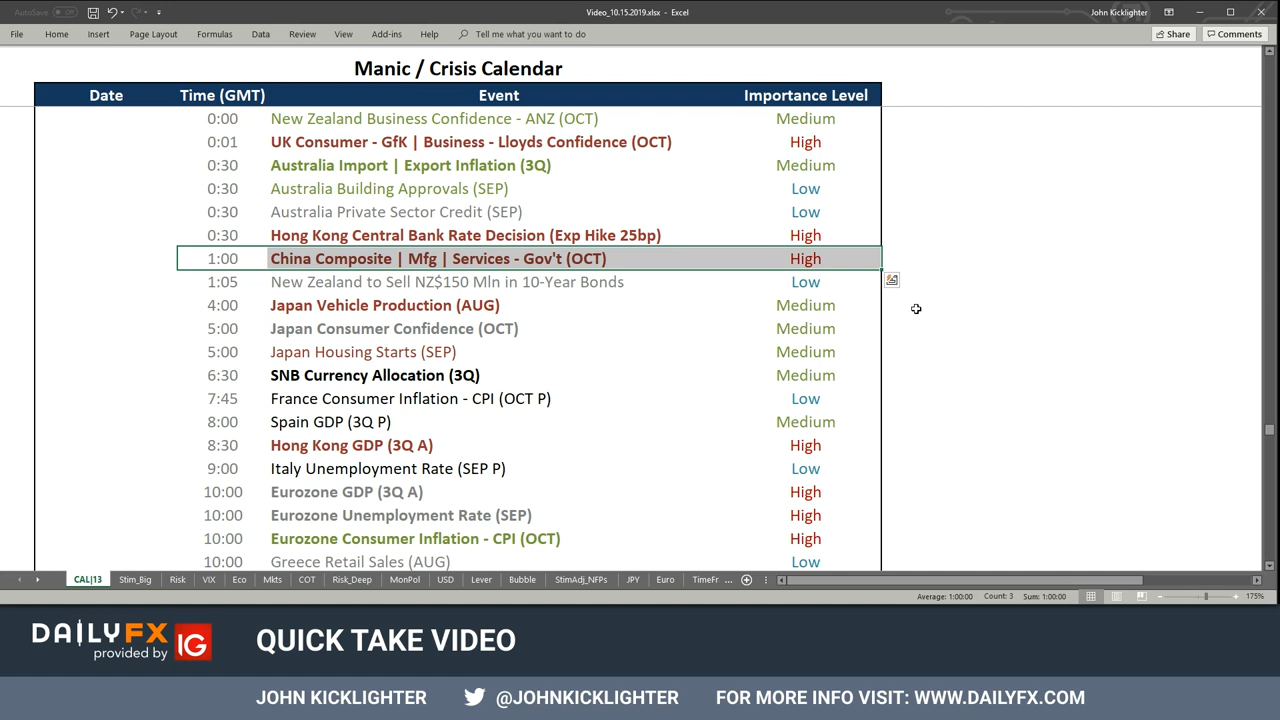 AutoSave Off
Video_10.15.2019.xlsx - Excel
John Kicklighter
File Home Insert Page Layout Formulas Data Review View Add-ins Help Tell me what you want to do Share Comments
Manic / Crisis Calendar
Date Time (GMT) Event Importance Level
0:00 New Zealand Business Confidence - ANZ (OCT) Medium
0:01 UK Consumer - GfK | Business - Lloyds Confidence (OCT) High
0:30 Australia Import | Export Inflation (3Q) Medium
0:30 Australia Building Approvals (SEP) Low
0:30 Australia Private Sector Credit (SEP) Low
0:30 Hong Kong Central Bank Rate Decision (Exp Hike 25bp) High
1:00 China Composite | Mfg | Services - Gov't (OCT) High
1:05 New Zealand to Sell NZ$150 Mln in 10-Year Bonds Low
4:00 Japan Vehicle Production (AUG) Medium
5:00 Japan Consumer Confidence (OCT) Medium
5:00 Japan Housing Starts (SEP) Medium
6:30 SNB Currency Allocation (3Q) Medium
7:45 France Consumer Inflation - CPI (OCT P) Low
8:00 Spain GDP (3Q P) Medium
8:30 Hong Kong GDP (3Q A) High
9:00 Italy Unemployment Rate (SEP P) Low
10:00 Eurozone GDP (3Q A) High
10:00 Eurozone Unemployment Rate (SEP) High
10:00 Eurozone Consumer Inflation - CPI (OCT) High
10:00 Greece Retail Sales (AUG) Low
CAL|13 Stim_Big Risk VIX Eco Mkts COT Risk_Deep MonPol USD Lever Bubble StimAdj_NFPs JPY Euro TimeFr ...
Average: 1:00:00 Count: 3 Sum: 1:00:00 175%
DAILYFX
provided by IG
QUICK TAKE VIDEO
JOHN KICKLIGHTER @JOHNKICKLIGHTER FOR MORE INFO VISIT: WWW.DAILYFX.COM